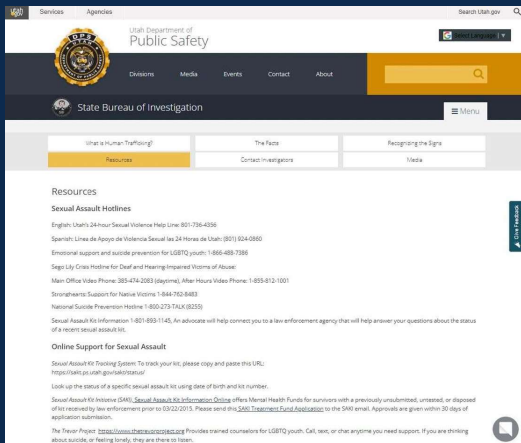 Utah
Services
Agencies
Search Utah.gov
Utah Department of
Public Safety
Select Language ▼
Divisions
Media
Events
Contact
About
State Bureau of Investigation
Menu
What is Human Trafficking?
The Facts
Recognizing the Signs
Resources
Contact Investigators
Media
Resources
Sexual Assault Hotlines
English: Utah's 24-hour Sexual Violence Help Line: 801-736-4356
Spanish: Línea de Apoyo de Violencia Sexual las 24 Horas de Utah: (801) 924-0860
Emotional support and suicide prevention for LGBTQ youth: 1-866-488-7386
Sego Lily Crisis Hotline for Deaf and Hearing-Impaired Victims of Abuse:
Main Office Video Phone: 385-474-2083 (daytime), After Hours Video Phone: 1-855-812-1001
Stronghearts: Support for Native Victims 1-844-762-8483
National Suicide Prevention Hotline 1-800-273-TALK (8255)
Sexual Assault Kit Information 1-801-893-1145, An advocate will help connect you to a law enforcement agency that will help answer your questions about the status
of a recent sexual assault kit.
Online Support for Sexual Assault
Sexual Assault Kit Tracking System: To track your kit, please copy and paste this URL:
https://sakt.ps.utah.gov/sakt/status/
Look up the status of a specific sexual assault kit using date of birth and kit number.
Sexual Assault Kit Initiative (SAKI), Sexual Assault Kit Information Online offers Mental Health Funds for survivors with a previously unsubmitted, untested, or disposed
of kit received by law enforcement prior to 03/22/2015. Please send this SAKI Treatment Fund Application to the SAKI email. Approvals are given within 30 days of
application submission.
The Trevor Project https://www.thetrevorproject.org Provides trained counselors for LGBTQ youth. Call, text, or chat anytime you need support. If you are thinking
about suicide, or feeling lonely, they are there to listen.
Give Feedback